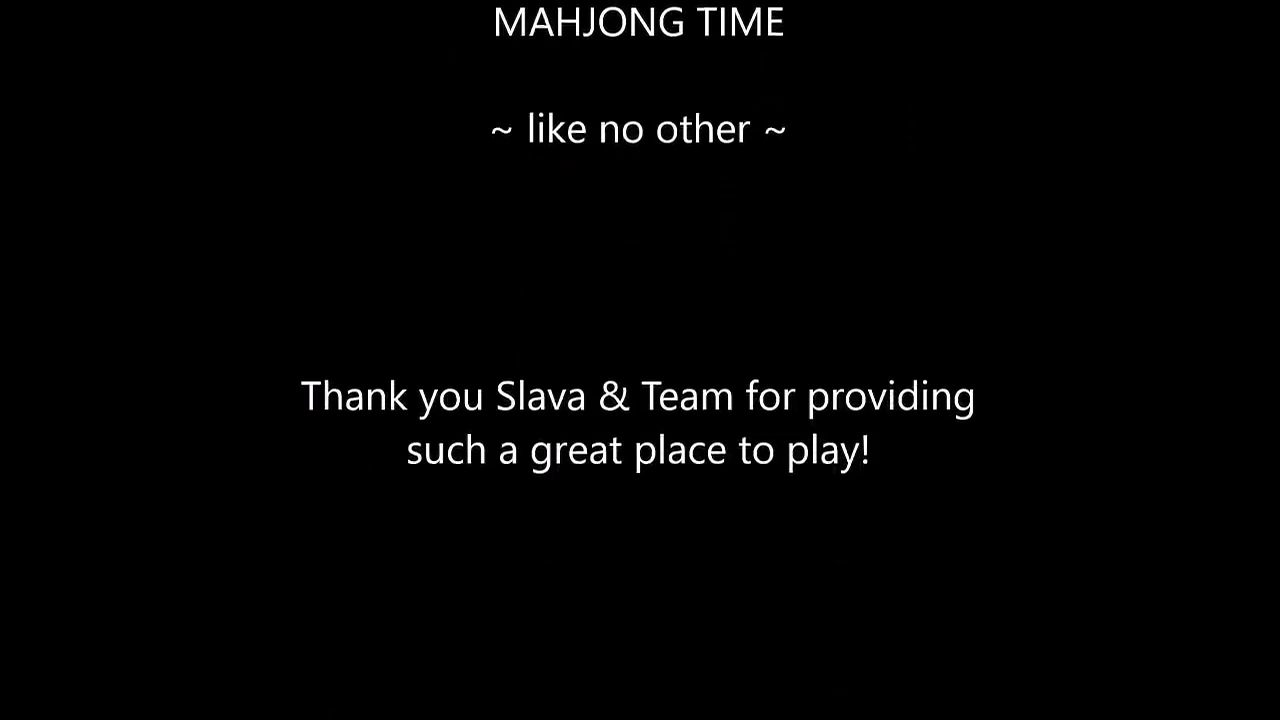 MAHJONG TIME
~ like no other ~
Thank you Slava & Team for providing
such a great place to play!